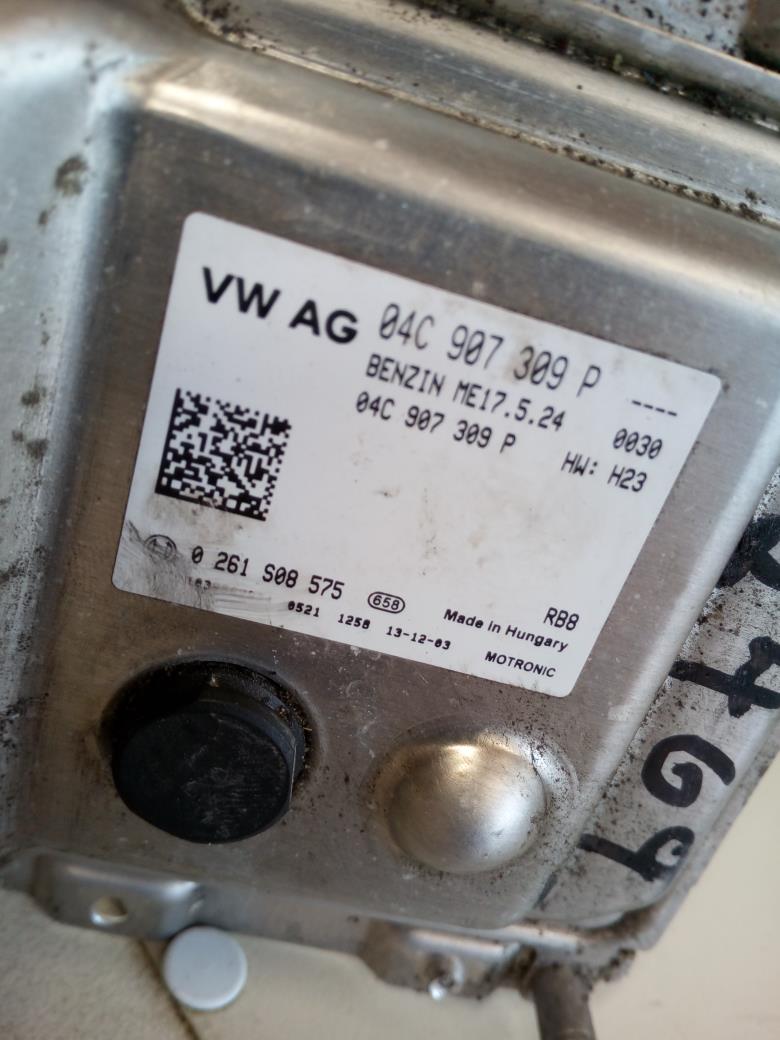 VW AG 04C 907 309 P ----
BENZIN ME17.5.24 0030
04C 907 309 P HW: H23
0 261 S08 575 658 RB8
Made in Hungary
0521 1258 13-12-03 MOTRONIC